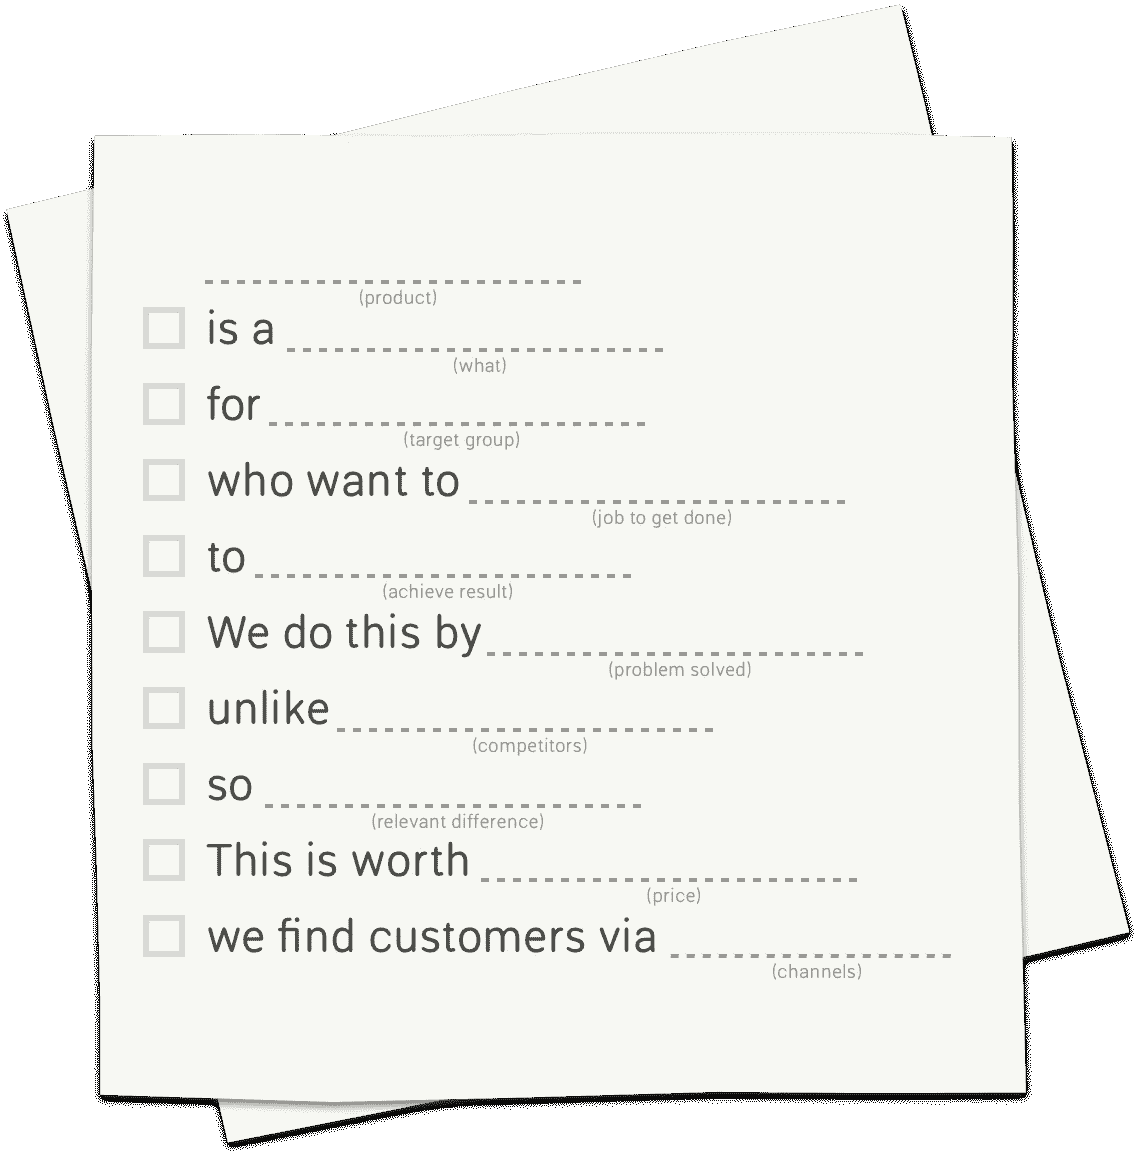 (product)
is a
(what)
for
(target group)
who want to
(job to get done)
to
(achieve result)
We do this by
(problem solved)
unlike
(competitors)
so
(relevant difference)
This is worth
(price)
we find customers via
(channels)